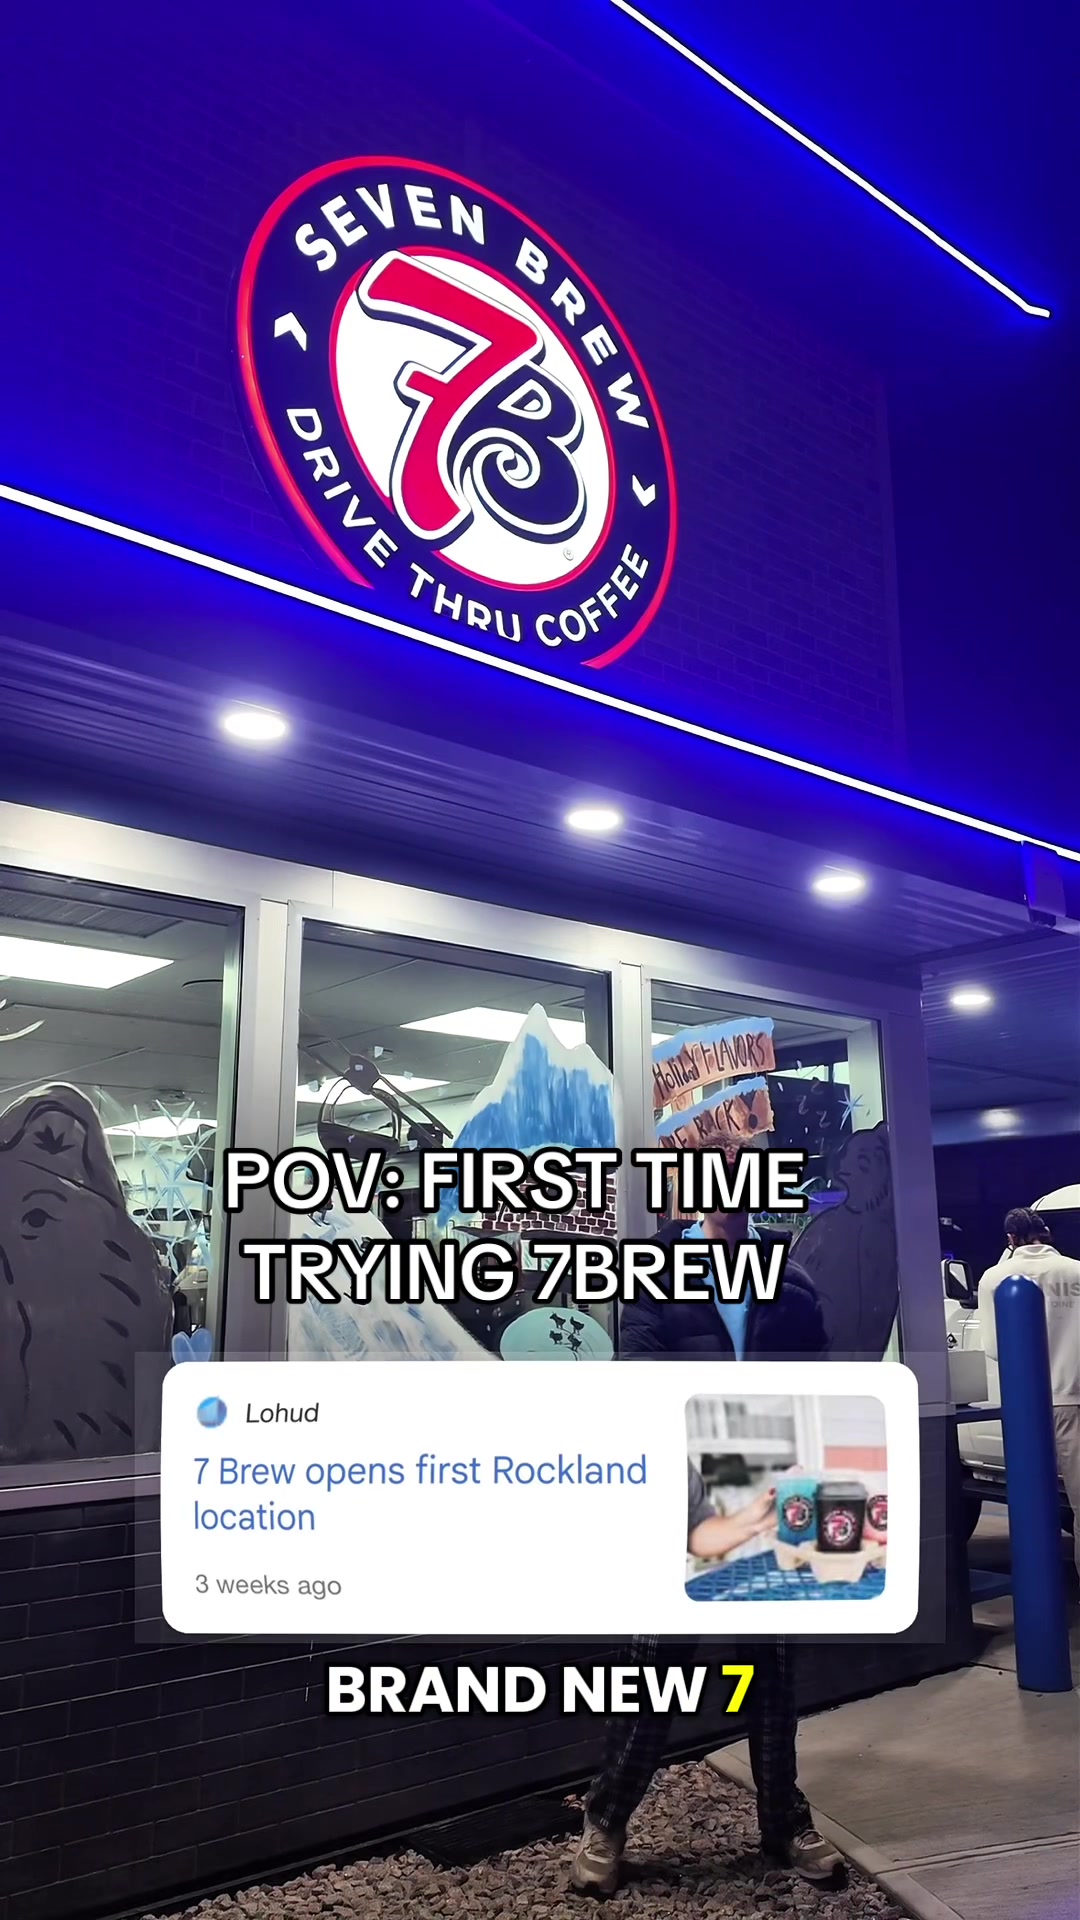 SEVEN BREW
7B
DRIVE THRU COFFEE
Holiday FLAVORS
POV: FIRST TIME
TRYING 7BREW
Lohud
7 Brew opens first Rockland
location
3 weeks ago
BRAND NEW 7